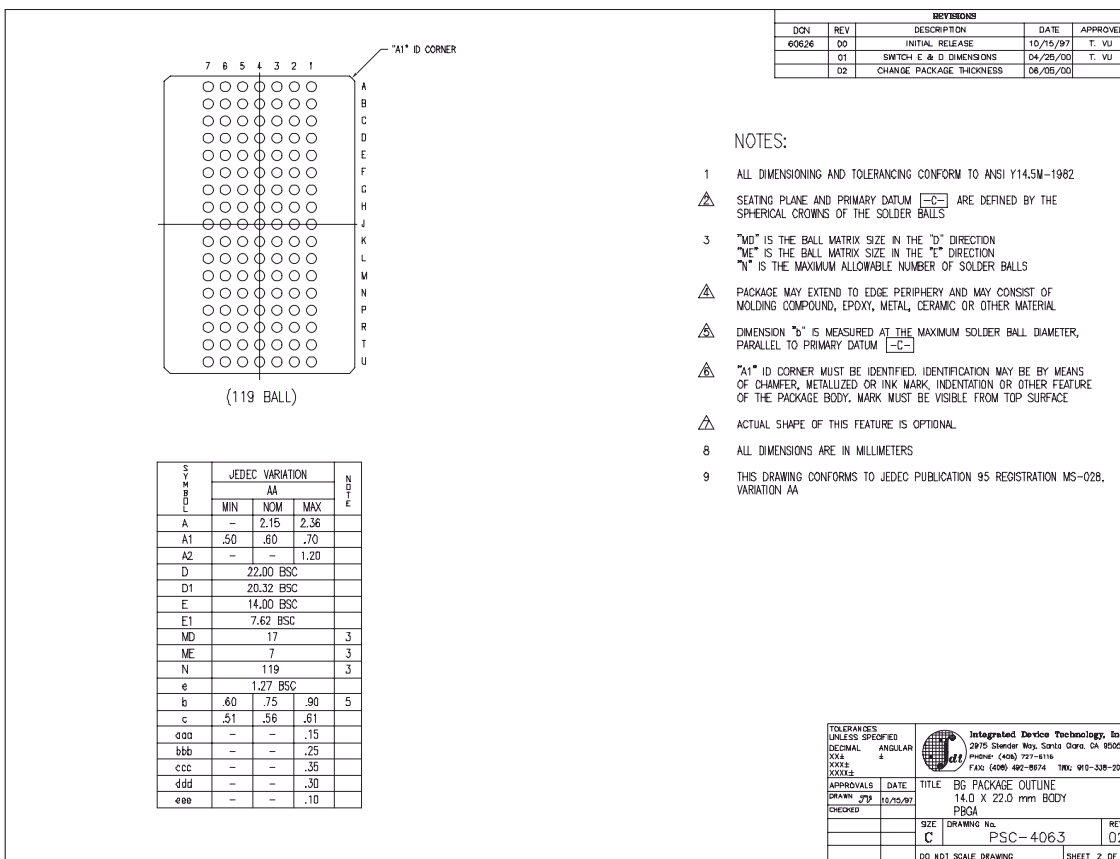 REVISIONS
DCN REV DESCRIPTION DATE APPROVED
60626 00 INITIAL RELEASE 10/15/97 T. VU
01 SWITCH E & D DIMENSIONS 04/25/00 T. VU
02 CHANGE PACKAGE THICKNESS 06/05/00
"A1" ID CORNER
7 6 5 4 3 2 1
A
B
C
D
E
F
G
H
J
K
L
M
N
P
R
T
U
(119 BALL)
NOTES:
1 ALL DIMENSIONING AND TOLERANCING CONFORM TO ANSI Y14.5M-1982
2 SEATING PLANE AND PRIMARY DATUM -C- ARE DEFINED BY THE
SPHERICAL CROWNS OF THE SOLDER BALLS
3 "MD" IS THE BALL MATRIX SIZE IN THE "D" DIRECTION
"ME" IS THE BALL MATRIX SIZE IN THE "E" DIRECTION
"N" IS THE MAXIMUM ALLOWABLE NUMBER OF SOLDER BALLS
4 PACKAGE MAY EXTEND TO EDGE PERIPHERY AND MAY CONSIST OF
MOLDING COMPOUND, EPOXY, METAL, CERAMIC OR OTHER MATERIAL
5 DIMENSION "b" IS MEASURED AT THE MAXIMUM SOLDER BALL DIAMETER,
PARALLEL TO PRIMARY DATUM -C-
6 "A1" ID CORNER MUST BE IDENTIFIED. IDENTIFICATION MAY BE BY MEANS
OF CHAMFER, METALIZED OR INK MARK, INDENTATION OR OTHER FEATURE
OF THE PACKAGE BODY. MARK MUST BE VISIBLE FROM TOP SURFACE
7 ACTUAL SHAPE OF THIS FEATURE IS OPTIONAL
8 ALL DIMENSIONS ARE IN MILLIMETERS
9 THIS DRAWING CONFORMS TO JEDEC PUBLICATION 95 REGISTRATION MS-028,
VARIATION AA
SYMBOL JEDEC VARIATION NOTE
AA
MIN NOM MAX
A - 2.15 2.36
A1 .50 .60 .70
A2 - - 1.20
D 22.00 BSC
D1 20.32 BSC
E 14.00 BSC
E1 7.62 BSC
MD 17 3
ME 7 3
N 119 3
e 1.27 BSC
b .60 .75 .90 5
c .51 .56 .61
aaa - - .15
bbb - - .25
ccc - - .35
ddd - - .30
eee - - .10
TOLERANCES
UNLESS SPECIFIED
DECIMAL ANGULAR
XX± ±
XXX±
XXXX±
idt
Integrated Device Technology, In
2975 Stender Way, Santa Clara, CA 9505
PHONE: (408) 727-6116
FAX: (408) 492-8674 TWX: 910-338-20
APPROVALS DATE
DRAWN 10/15/97
CHECKED
TITLE BG PACKAGE OUTLINE
14.0 X 22.0 mm BODY
PBGA
SIZE DRAWING No. RE
C PSC-4063 02
DO NOT SCALE DRAWING SHEET 2 OF